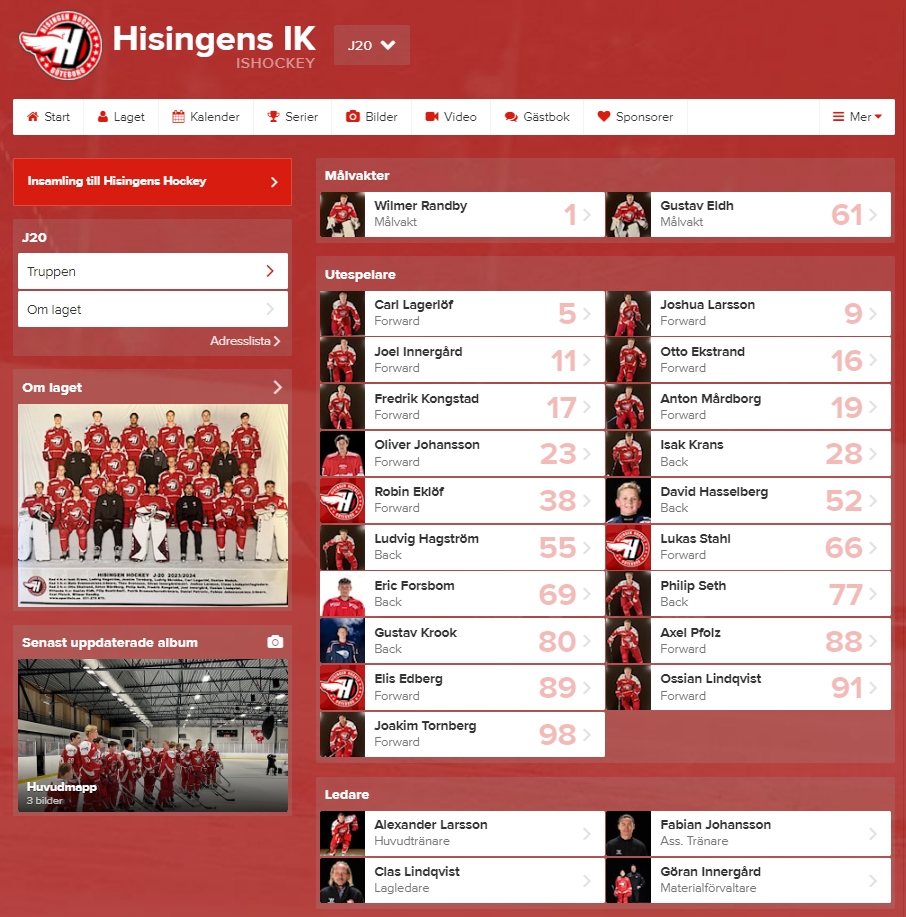 Hisingens IK
ISHOCKEY
J20
Start
Laget
Kalender
Serier
Bilder
Video
Gästbok
Sponsorer
Mer
Insamling till Hisingens Hockey
J20
Truppen
Om laget
Adresslista
Om laget
HISINGEN HOCKEY J-20 2023/2024
Senast uppdaterade album
Huvudmapp
3 bilder
Målvakter
Wilmer Randby
Målvakt
1
Gustav Eldh
Målvakt
61
Utespelare
Carl Lagerlöf
Forward
5
Joshua Larsson
Forward
9
Joel Innergård
Forward
11
Otto Ekstrand
Forward
16
Fredrik Kongstad
Forward
17
Anton Mårdborg
Forward
19
Oliver Johansson
Forward
23
Isak Krans
Back
28
Robin Eklöf
Forward
38
David Hasselberg
Back
52
Ludvig Hagström
Back
55
Lukas Stahl
Forward
66
Eric Forsbom
Back
69
Philip Seth
Back
77
Gustav Krook
Back
80
Axel Pfolz
Forward
88
Elis Edberg
Forward
89
Ossian Lindqvist
Forward
91
Joakim Tornberg
Forward
98
Ledare
Alexander Larsson
Huvudtränare
Fabian Johansson
Ass. Tränare
Clas Lindqvist
Lagledare
Göran Innergård
Materialförvaltare